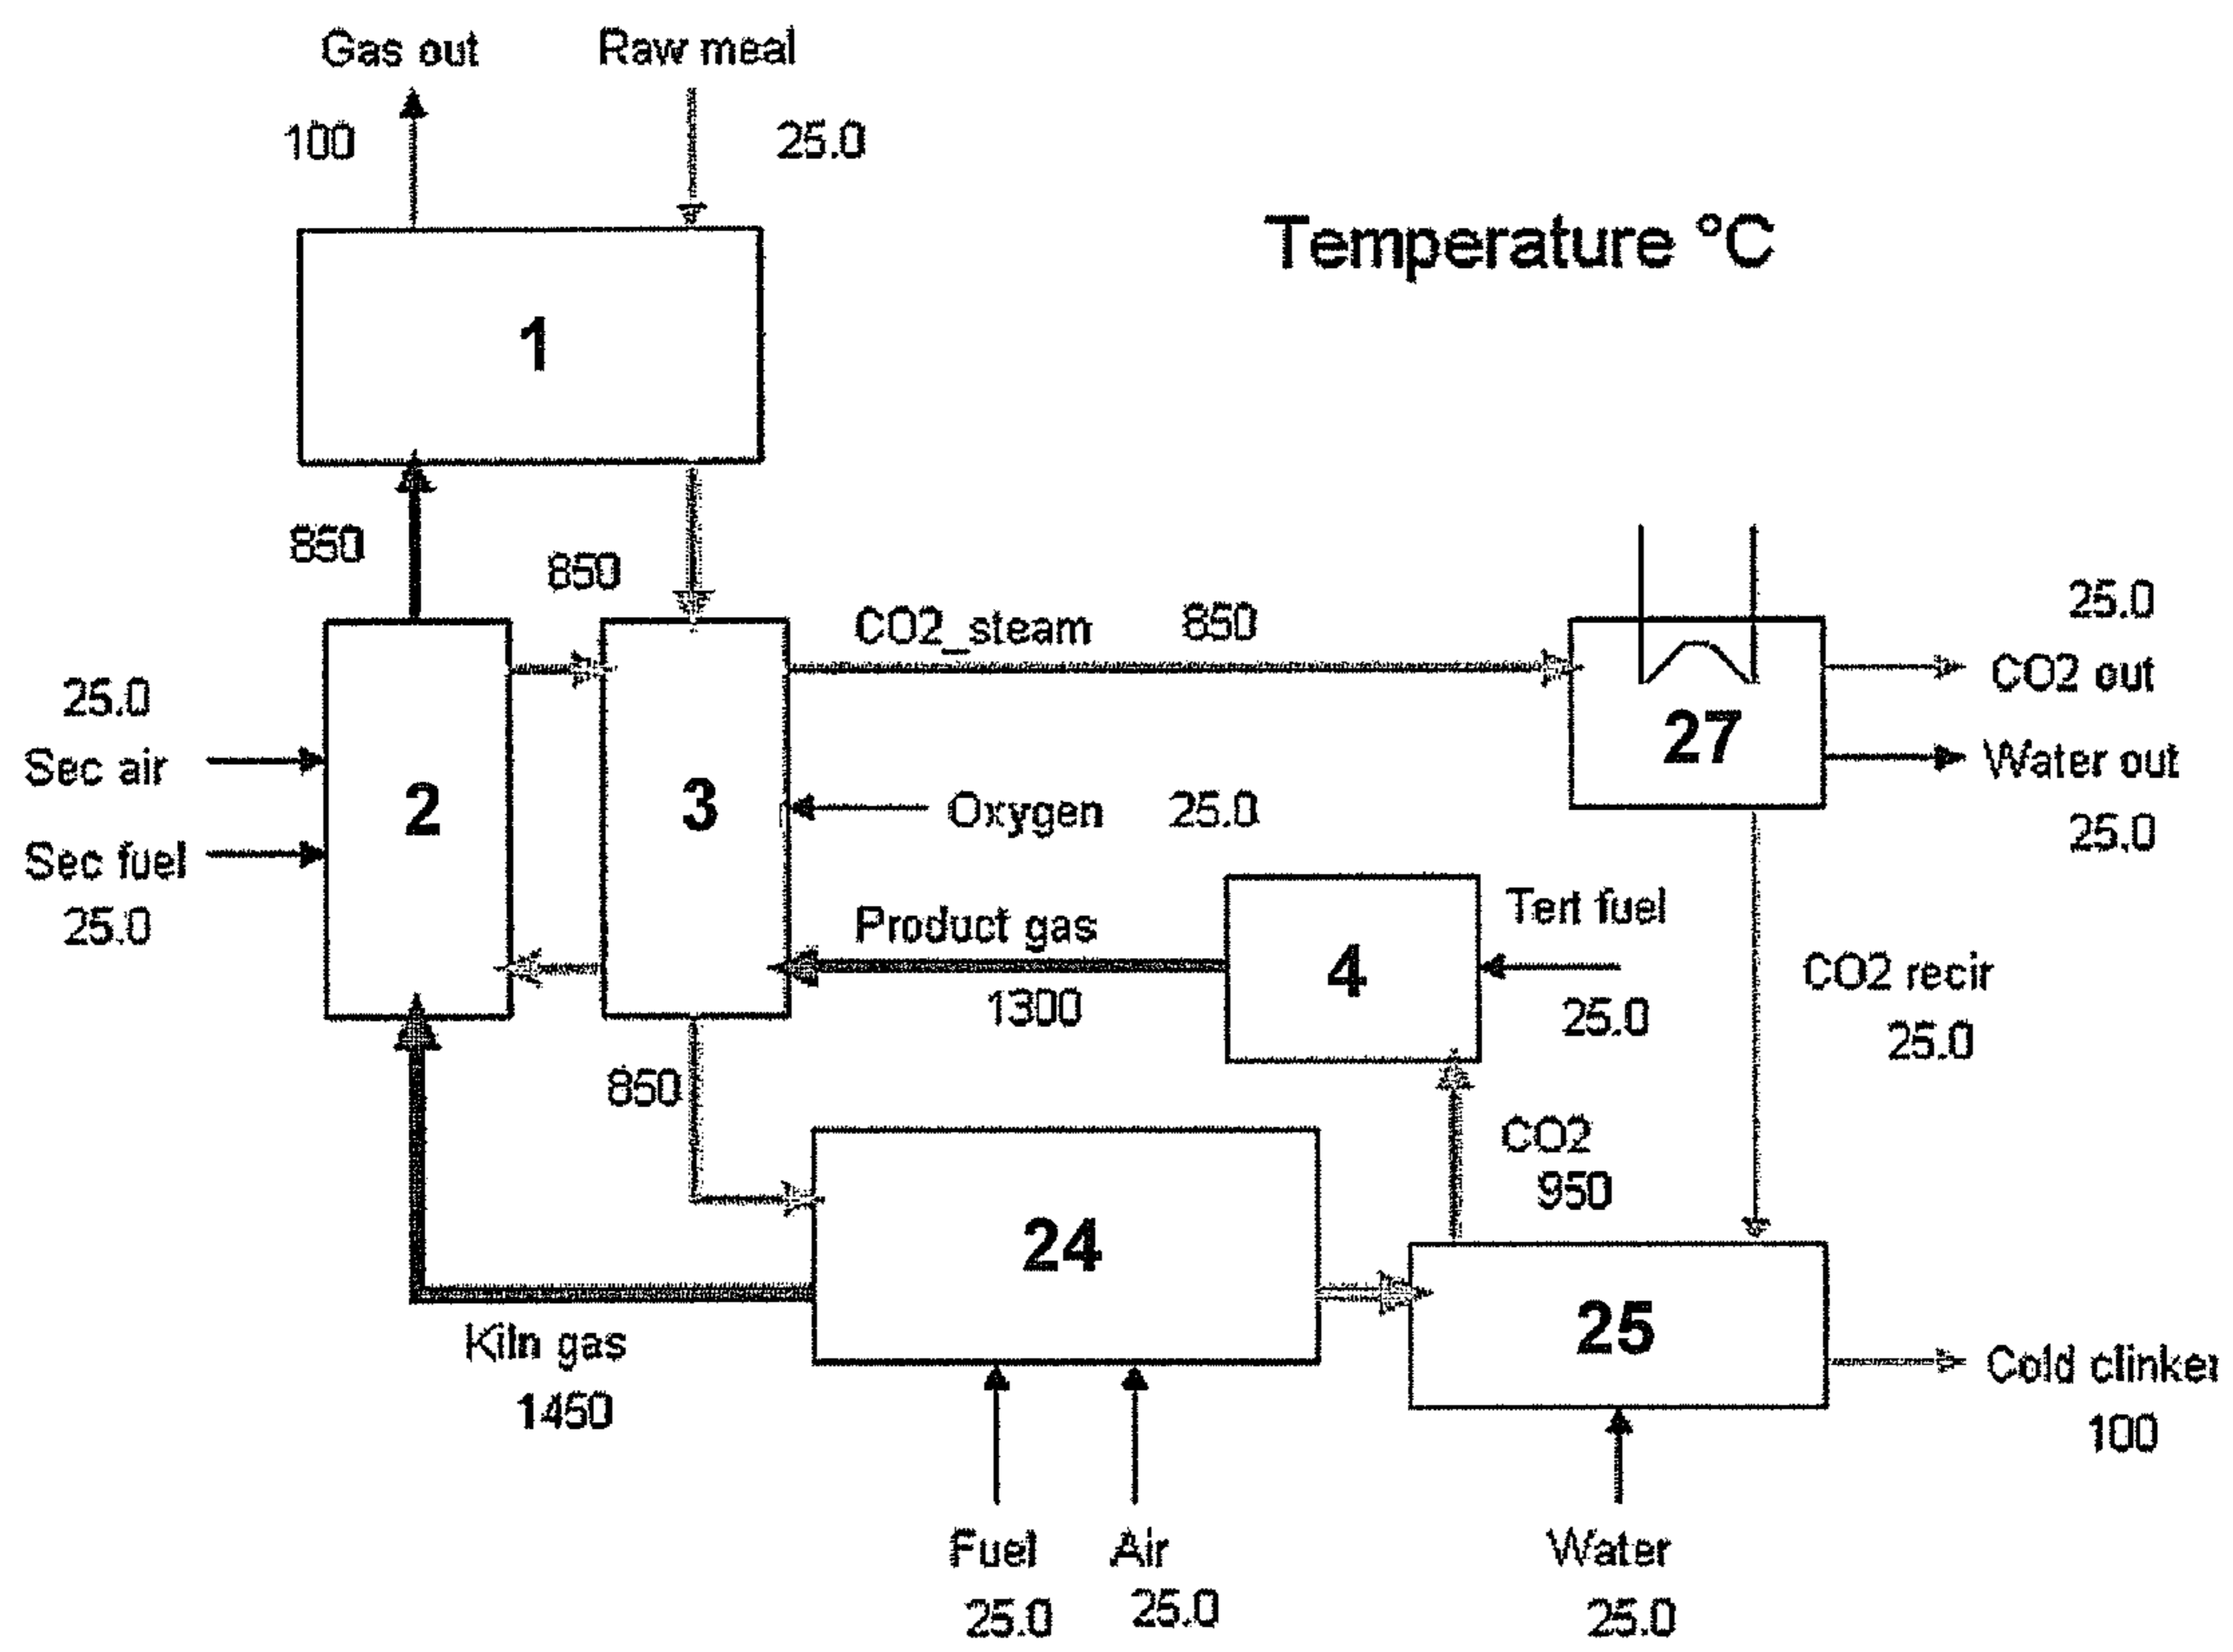 Gas out
Raw meal
100
25.0
Temperature °C
1
850
850
CO2_steam
850
25.0
CO2 out
27
Water out
25.0
25.0
Sec air
2
3
Oxygen
25.0
Sec fuel
25.0
Product gas
1300
4
Tert fuel
25.0
CO2 recir
25.0
850
CO2
950
24
25
Kiln gas
1450
Cold clinker
100
Fuel
25.0
Air
25.0
Water
25.0